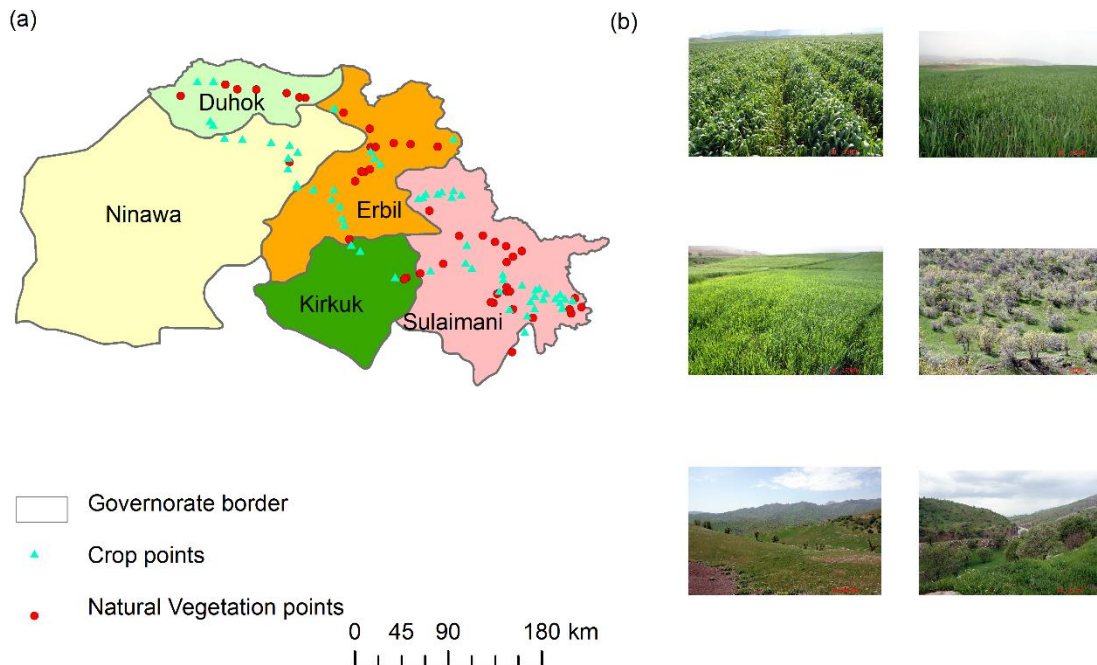 (a)
(b)
Duhok
Ninawa
Erbil
Kirkuk
Sulaimani
Governorate border
Crop points
Natural Vegetation points
0 45 90 180 km